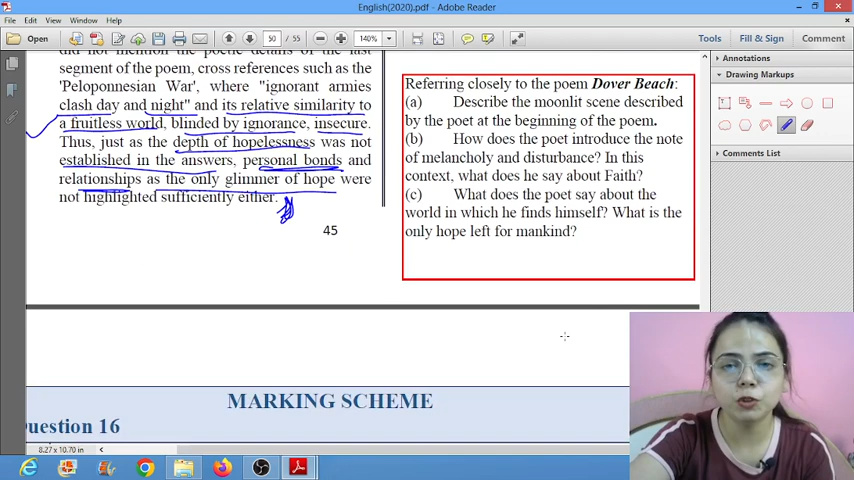 English(2020).pdf - Adobe Reader
File Edit View Window Help
Open
50 / 55
140%
Tools
Fill & Sign
Comment
did not mention the poetic details of the last
segment of the poem, cross references such as the
'Peloponnesian War', where "ignorant armies
clash day and night" and its relative similarity to
a fruitless world, blinded by ignorance, insecure.
Thus, just as the depth of hopelessness was not
established in the answers, personal bonds and
relationships as the only glimmer of hope were
not highlighted sufficiently either.
45
Referring closely to the poem Dover Beach:
(a) Describe the moonlit scene described
by the poet at the beginning of the poem.
(b) How does the poet introduce the note
of melancholy and disturbance? In this
context, what does he say about Faith?
(c) What does the poet say about the
world in which he finds himself? What is the
only hope left for mankind?
Annotations
Drawing Markups
Comments List
MARKING SCHEME
uestion 16
8.27 x 10.70 in